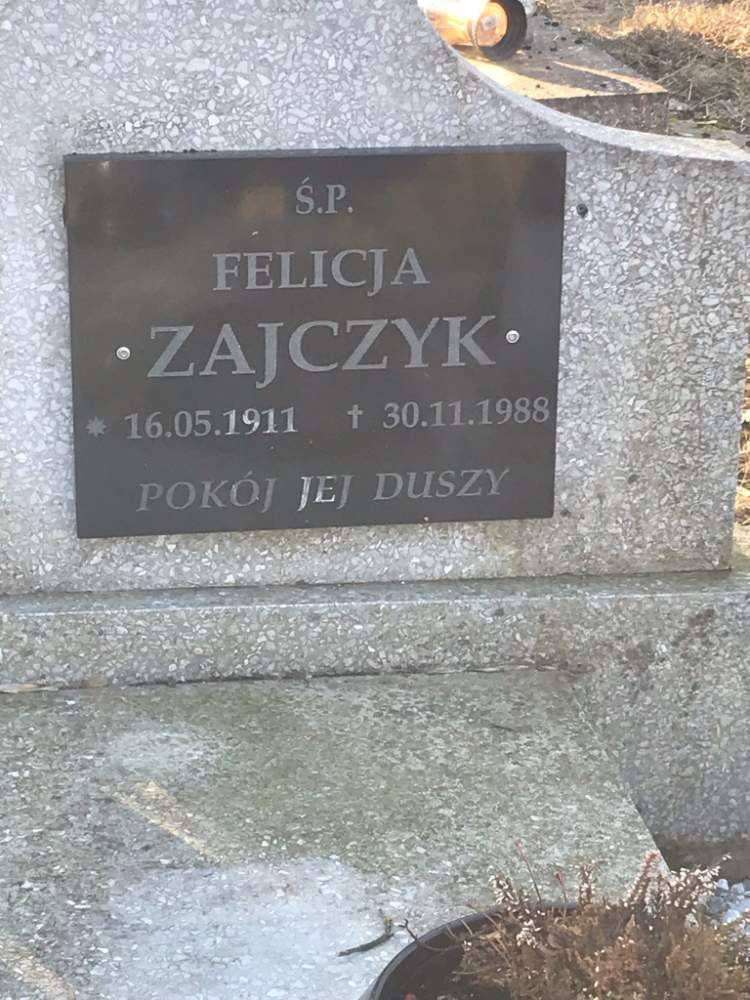 Ś.P.
FELICJA
ZAJCZYK
* 16.05.1911 † 30.11.1988
POKÓJ JEJ DUSZY